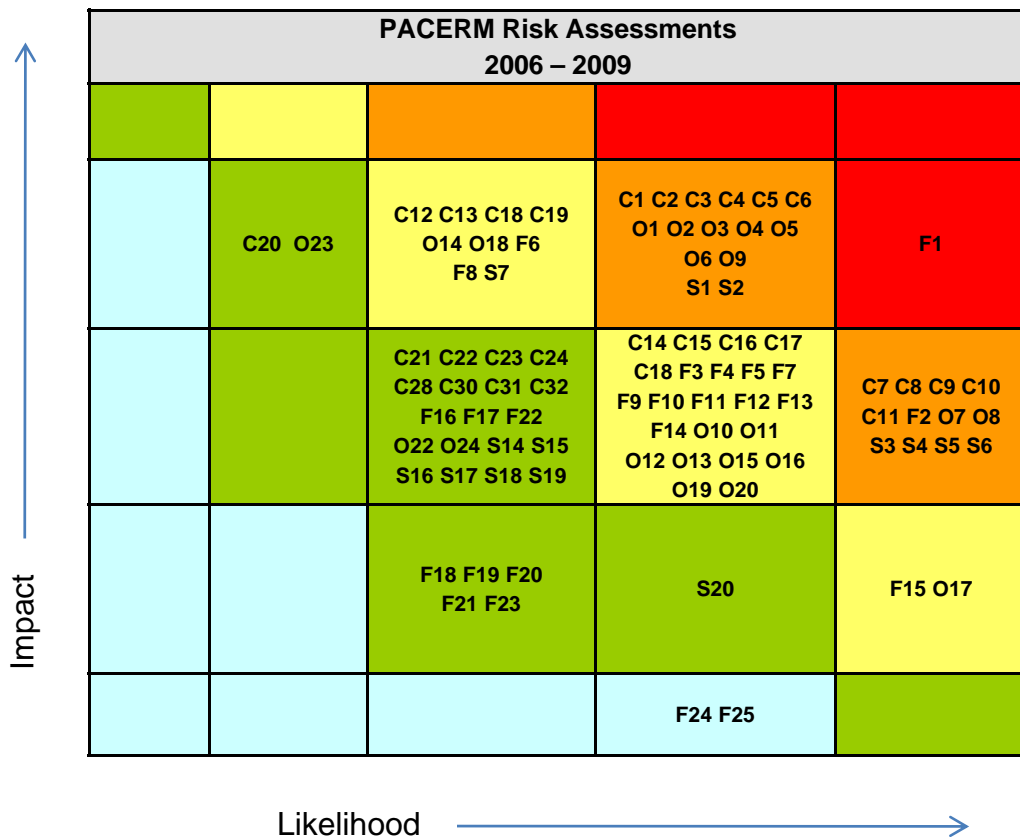 PACERM Risk Assessments
2006 – 2009
C20 O23
C12 C13 C18 C19
O14 O18 F6
F8 S7
C1 C2 C3 C4 C5 C6
O1 O2 O3 O4 O5
O6 O9
S1 S2
F1
C21 C22 C23 C24
C28 C30 C31 C32
F16 F17 F22
O22 O24 S14 S15
S16 S17 S18 S19
C14 C15 C16 C17
C18 F3 F4 F5 F7
F9 F10 F11 F12 F13
F14 O10 O11
O12 O13 O15 O16
O19 O20
C7 C8 C9 C10
C11 F2 O7 O8
S3 S4 S5 S6
F18 F19 F20
F21 F23
S20
F15 O17
F24 F25
Impact
Likelihood